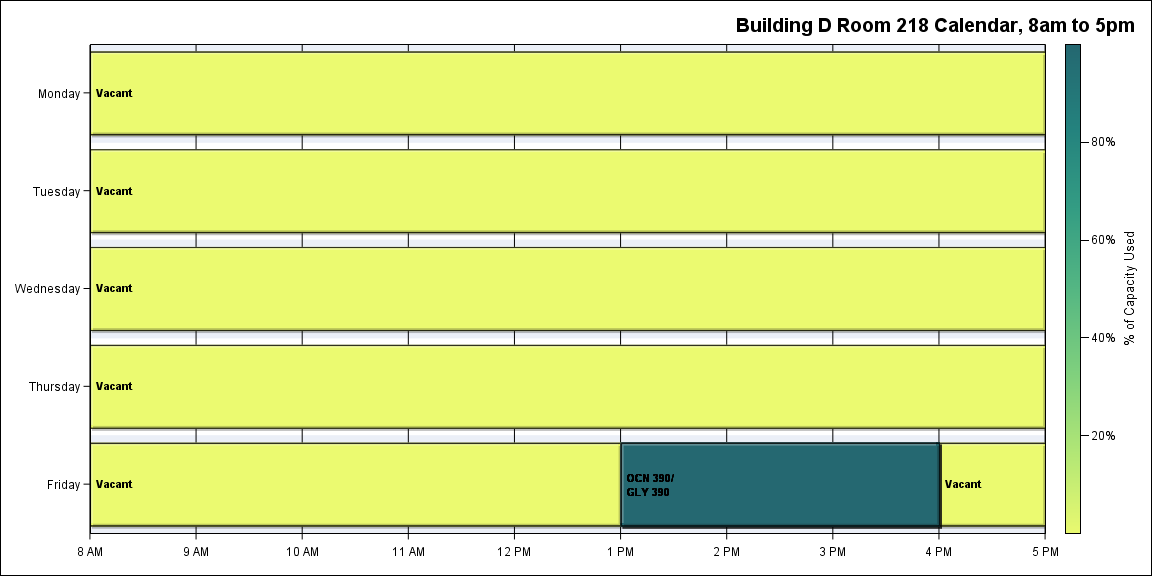 Building D Room 218 Calendar, 8am to 5pm
Monday
Vacant
Tuesday
Vacant
Wednesday
Vacant
Thursday
Vacant
Friday
Vacant
OCN 390/
GLY 390
Vacant
8 AM
9 AM
10 AM
11 AM
12 PM
1 PM
2 PM
3 PM
4 PM
5 PM
80%
60%
40%
20%
% of Capacity Used